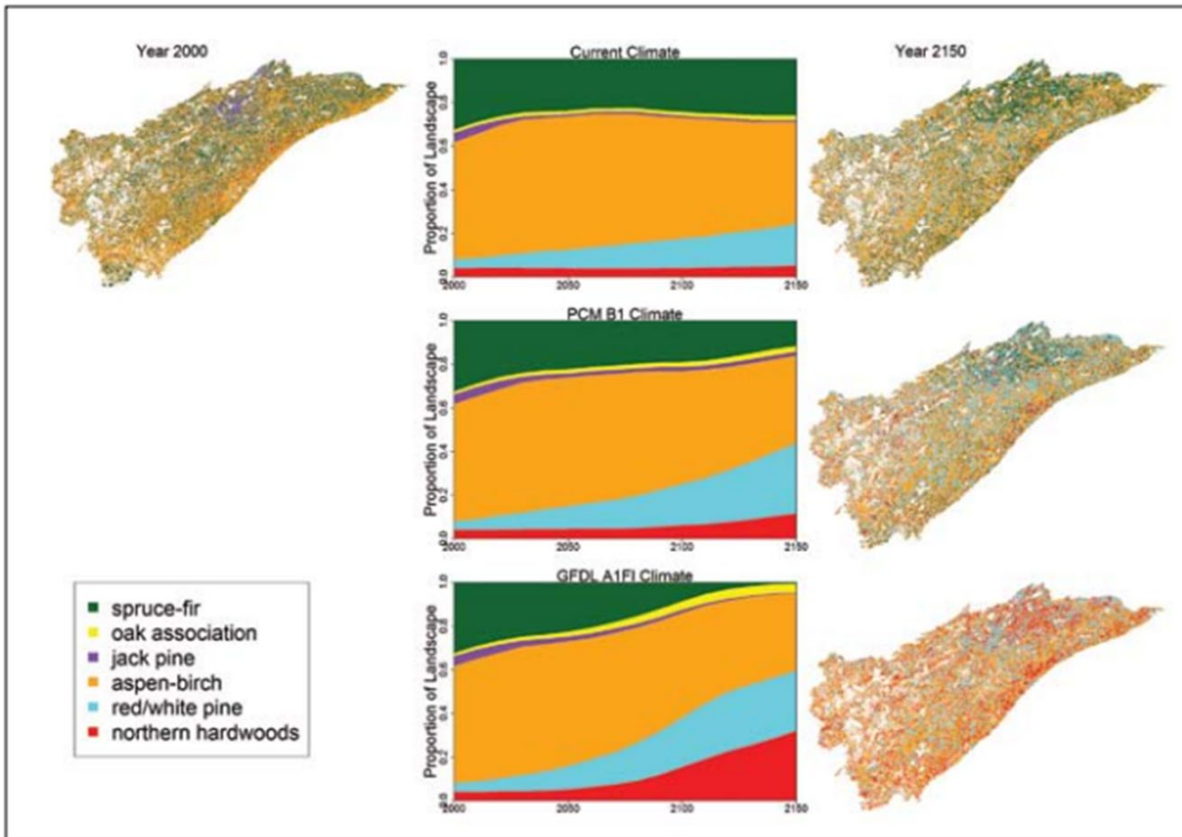 Year 2000
Current Climate
Year 2150
Proportion of Landscape
1.0
0.8
0.6
0.4
0.2
0.0
2000
2050
2100
2150
PCM B1 Climate
Proportion of Landscape
1.0
0.8
0.6
0.4
0.2
0.0
2000
2050
2100
2150
GFDL A1FI Climate
Proportion of Landscape
1.0
0.8
0.6
0.4
0.2
0.0
2000
2050
2100
2150
spruce-fir
oak association
jack pine
aspen-birch
red/white pine
northern hardwoods